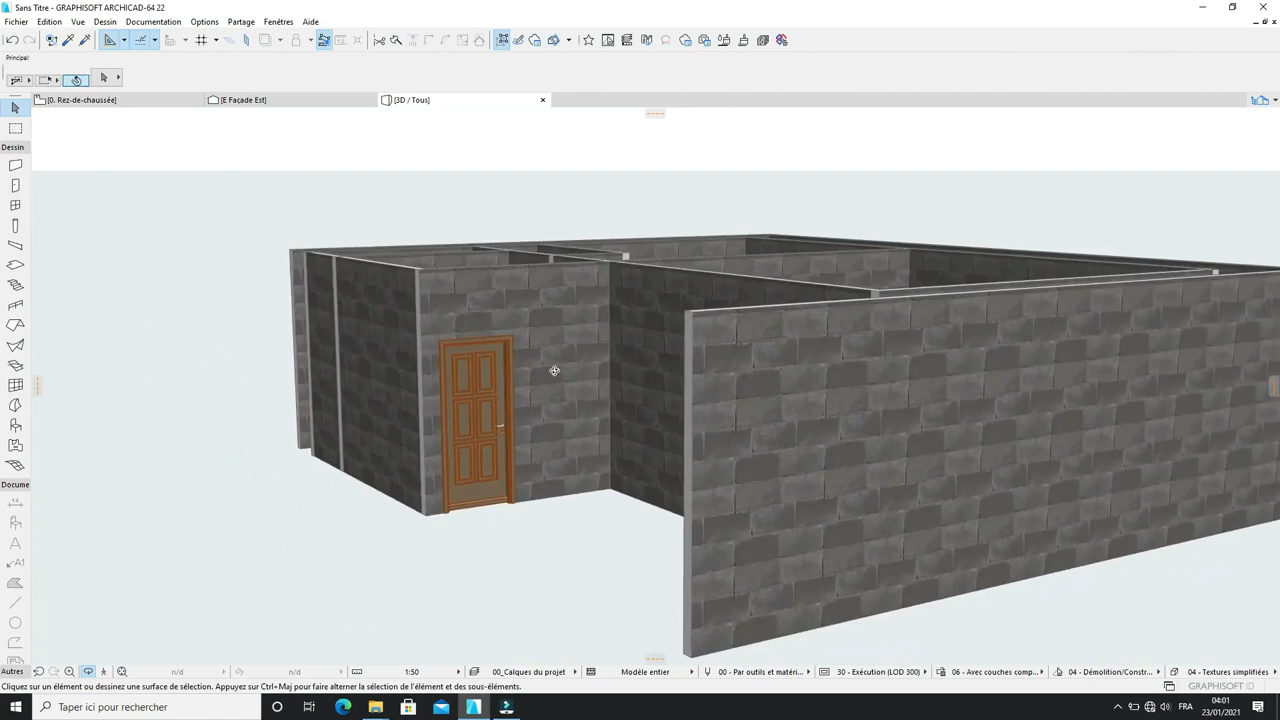 Sans Titre - GRAPHISOFT ARCHICAD-64 22
Fichier Edition Vue Dessin Documentation Options Partage Fenêtres Aide
Principal:
[0. Rez-de-chaussée] [E Façade Est] [3D / Tous]
Dessin
Docume
A
A1
Autres
n/d n/d 1:50 00_Calques du projet Modèle entier 00 - Par outils et matérí... 30 - Exécution (LOD 300) 06 - Avec couches comp... 04 - Démolition/Constr... 04 - Textures simplifiées
Cliquez sur un élément ou dessinez une surface de sélection. Appuyez sur Ctrl+Maj pour faire alterner la sélection de l'élément et des sous-éléments.
GRAPHISOFT ID
Taper ici pour rechercher
FRA
04:01
23/01/2021